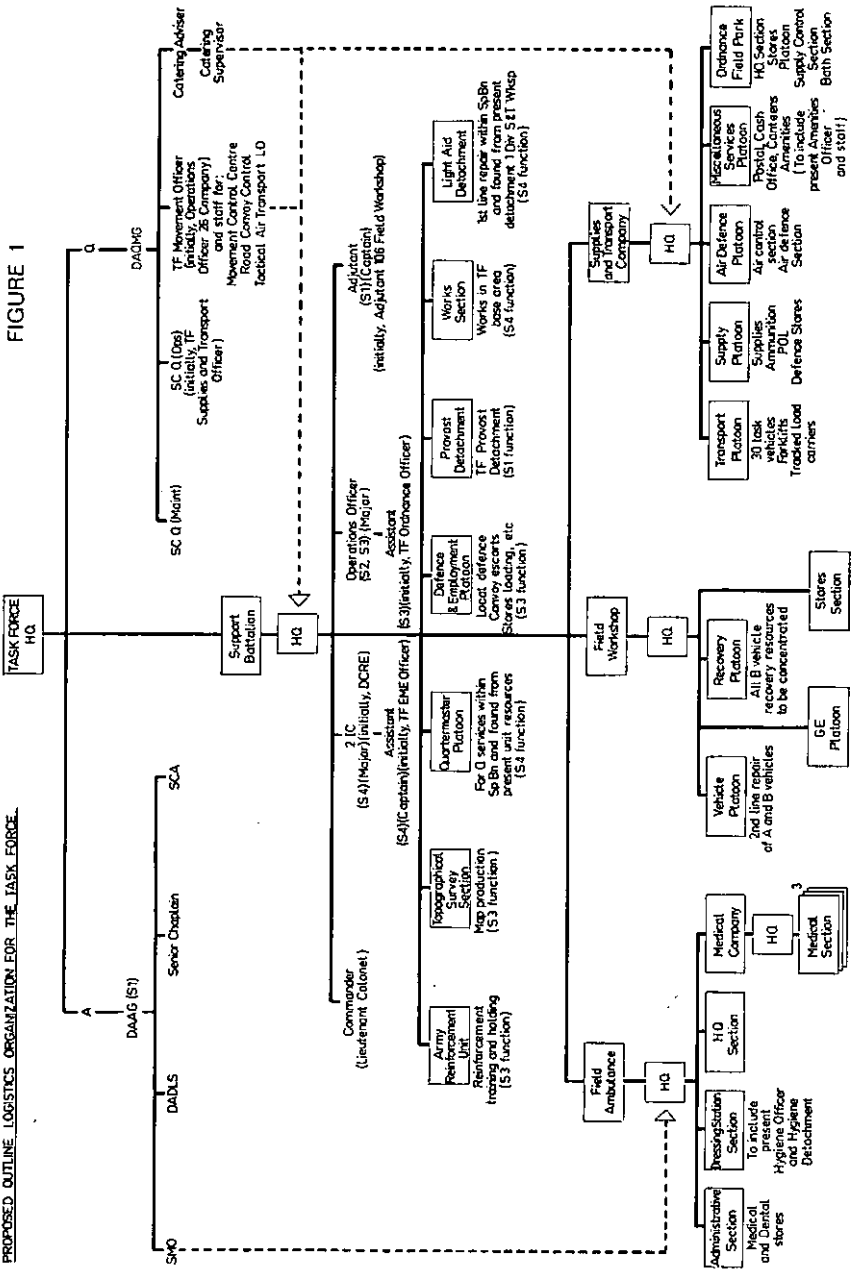 FIGURE 1
PROPOSED OUTLINE LOGISTICS ORGANIZATION FOR THE TASK FORCE
TASK FORCE
HQ
A
Q
DAAG (S1)
DAQMG
SMO
DADLS
Senior Chaplain
SCA
SC Q (Maint)
SC Q (Ops)
(initially, TF
Supplies and Transport
Officer)
TF Movement Officer
(initially, Operations
Officer 26 Company)
and staff for;
Movement Control Centre
Road Convoy Control
Tactical Air Transport LO
Catering Adviser
Catering
Supervisor
Support
Battalion
HQ
Commander
(Lieutenant Colonel)
2 IC
(S4)(Major)(initially, DCRE)
Assistant
(S4)(Captain)(initially, TF EME Officer)
Operations Officer
(S2, S3) (Major)
Assistant
(S3)(initially, TF Ordnance Officer)
Adjutant
(S1)(Captain)
(initially, Adjutant 106 Field Workshop)
Army
Reinforcement
Unit
Reinforcement
training and holding
(S3 function)
Topographical
Survey
Section
Map production
(S3 function)
Quartermaster
Platoon
For Q services within
Sp Bn and found from
present unit resources
(S4 function)
Defence
& Employment
Platoon
Local defence
Convoy escorts
Stores loading, etc
(S3 function)
Provost
Detachment
TF Provost
Detachment
(S1 function)
Works
Section
Works in TF
base area
(S4 function)
Light Aid
Detachment
1st line repair within SpBn
and found from present
detachment 1 Div S&T Wksp
(S4 function)
Field
Ambulance
HQ
Administrative
Section
Medical
and Dental
stores
Dressing Station
Section
To include
present
Hygiene Officer
and Hygiene
Detachment
HQ
Section
Medical
Company
HQ
3
Medical
Section
Field
Workshop
HQ
Vehicle
Platoon
2nd line repair
of A and B vehicles
GE
Platoon
Recovery
Platoon
All B vehicle
recovery resources
to be concentrated
Stores
Section
Supplies
and Transport
Company
HQ
Transport
Platoon
30 task
vehicles
Forklifts
Tracked load
carriers
Supply
Platoon
Supplies
Ammunition
POL
Defence Stores
Air Defence
Platoon
Air control
section
Air defence
Section
Miscellaneous
Services
Platoon
Postal, Cash
Office, Canteens
Amenities
(To include
present Amenities
Officer
and staff)
Ordnance
Field Park
HQ Section
Stores
Platoon
Supply Control
Section
Bath Section